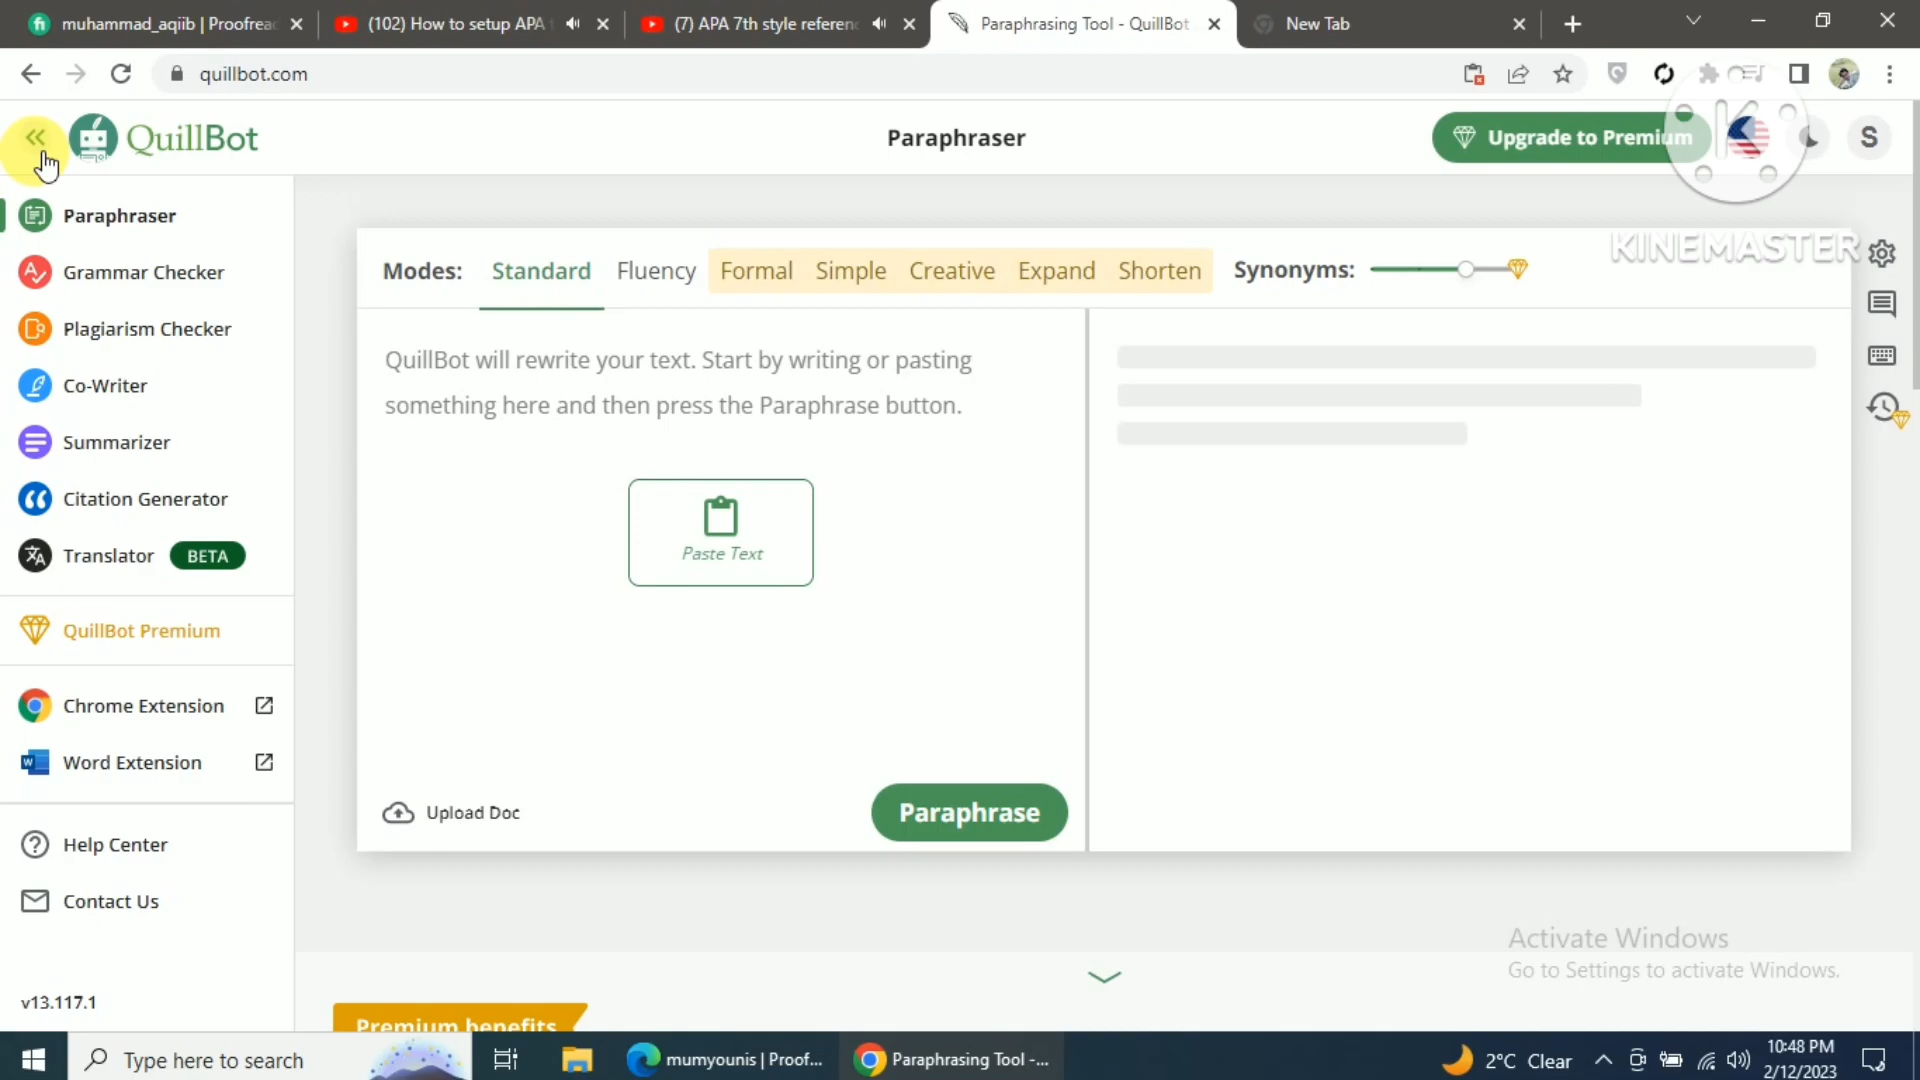 muhammad_aqiib | Proofrea
(102) How to setup APA
(7) APA 7th style referen
Paraphrasing Tool - QuillBot
New Tab
quillbot.com
QuillBot
Paraphraser
Upgrade to Premium
S
K
KINEMASTER
Paraphraser
Grammar Checker
Plagiarism Checker
Co-Writer
Summarizer
Citation Generator
Translator BETA
QuillBot Premium
Chrome Extension
Word Extension
Help Center
Contact Us
v13.117.1
Modes: Standard Fluency Formal Simple Creative Expand Shorten Synonyms:
QuillBot will rewrite your text. Start by writing or pasting
something here and then press the Paraphrase button.
Paste Text
Upload Doc
Paraphrase
Activate Windows
Go to Settings to activate Windows.
Premium benefits
Type here to search
mumyounis | Proof...
Paraphrasing Tool -...
2°C Clear
10:48 PM
2/12/2023